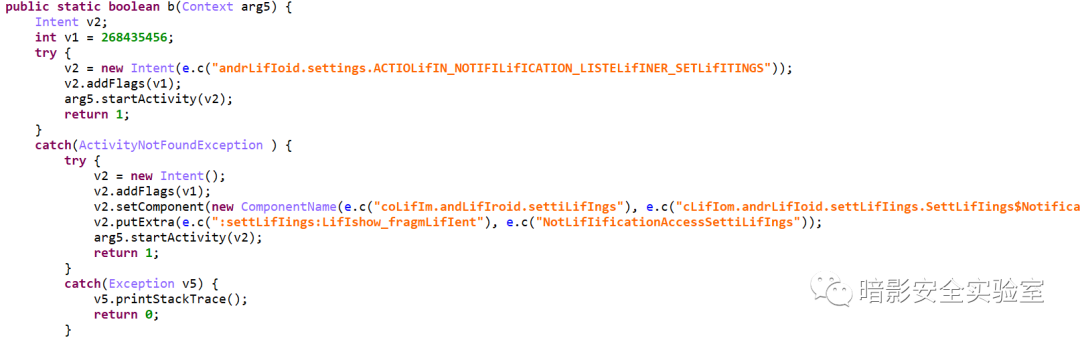 public static boolean b(Context arg5) {
    Intent v2;
    int v1 = 268435456;
    try {
        v2 = new Intent(e.c("andrLifIoid.settings.ACTIOLifIN_NOTIFILifICATION_LISTELifINER_SETLifITINGS"));
        v2.addFlags(v1);
        arg5.startActivity(v2);
        return 1;
    }
    catch(ActivityNotFoundException ) {
        try {
            v2 = new Intent();
            v2.addFlags(v1);
            v2.setComponent(new ComponentName(e.c("coLifIm.andLifIroid.settiLifIngs"), e.c("cLifIom.andrLifIoid.settLifIings.SettLifIings$Notifica
            v2.putExtra(e.c(":settLifIings:LifIshow_fragmLifIent"), e.c("NotLifIificationAccessSettiLifIngs"));
            arg5.startActivity(v2);
            return 1;
        }
        catch(Exception v5) {
            v5.printStackTrace();
            return 0;
        }
暗影安全实验室